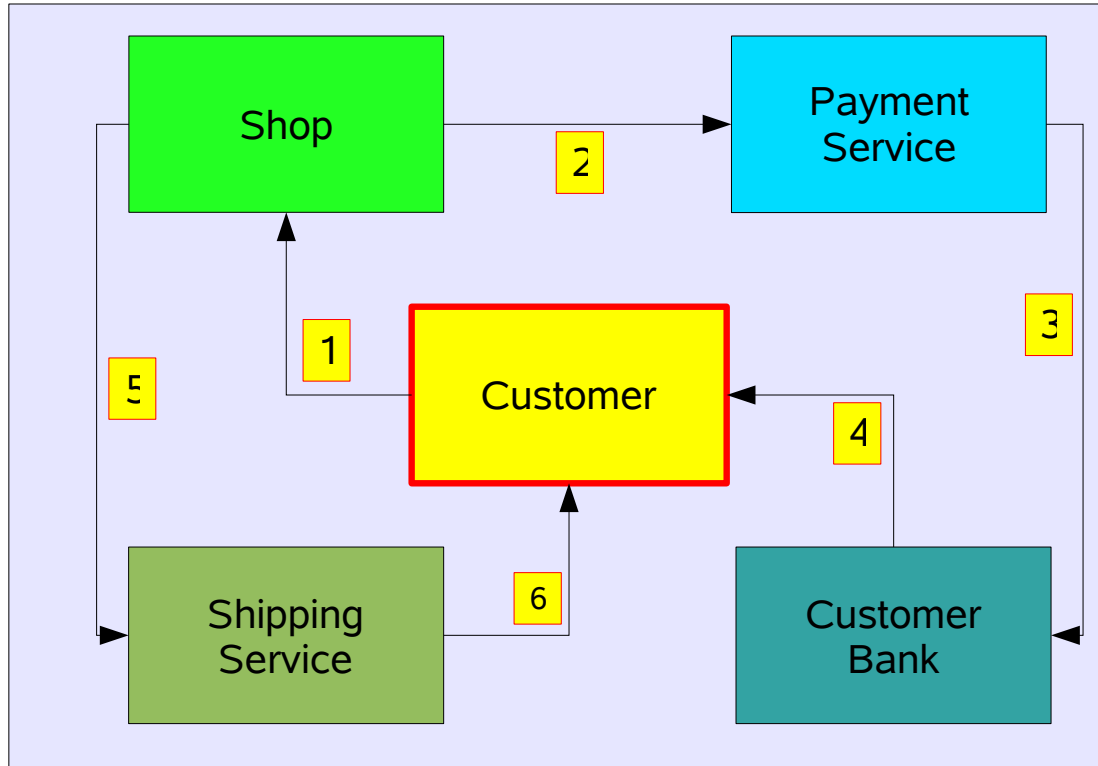 Shop
Payment
Service
2
1
3
5
Customer
4
Shipping
Service
6
Customer
Bank